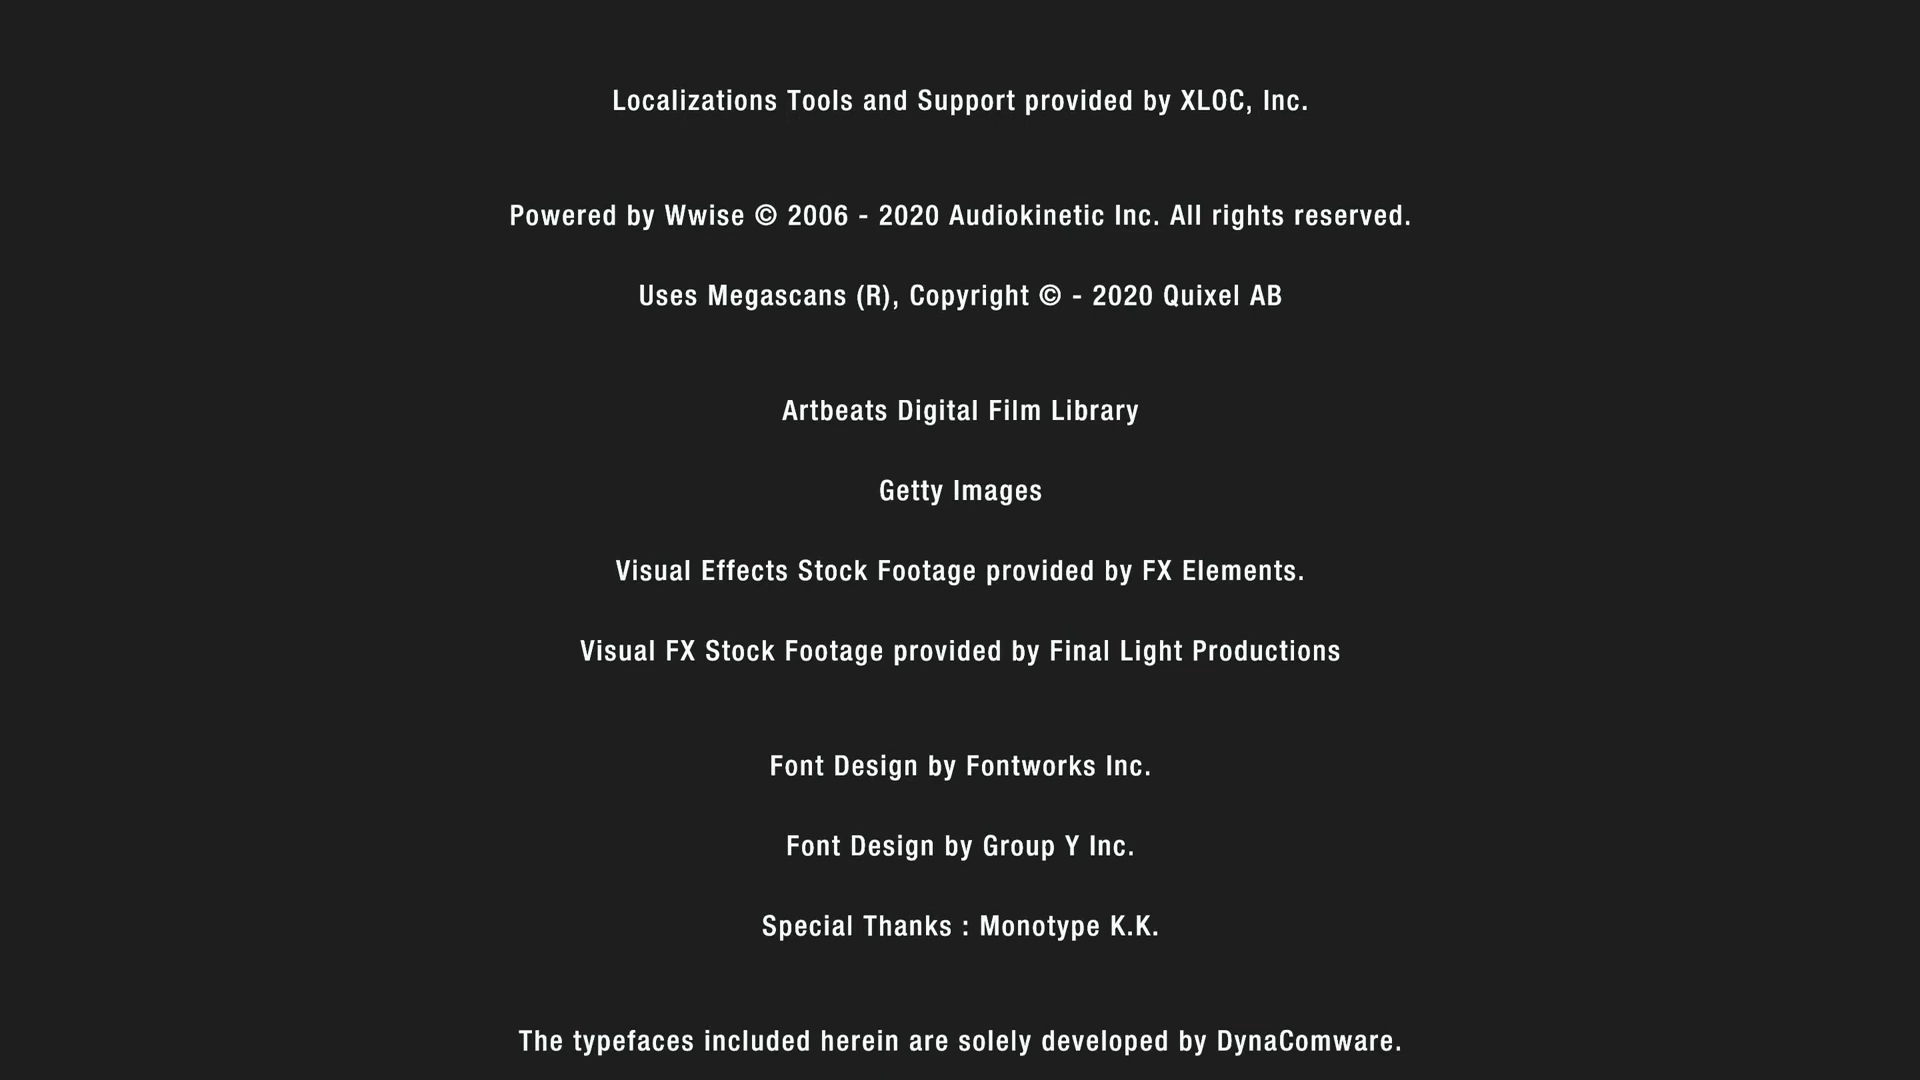 Localizations Tools and Support provided by XLOC, Inc.
Powered by Wwise © 2006 - 2020 Audiokinetic Inc. All rights reserved.
Uses Megascans (R), Copyright © - 2020 Quixel AB
Artbeats Digital Film Library
Getty Images
Visual Effects Stock Footage provided by FX Elements.
Visual FX Stock Footage provided by Final Light Productions
Font Design by Fontworks Inc.
Font Design by Group Y Inc.
Special Thanks : Monotype K.K.
The typefaces included herein are solely developed by DynaComware.